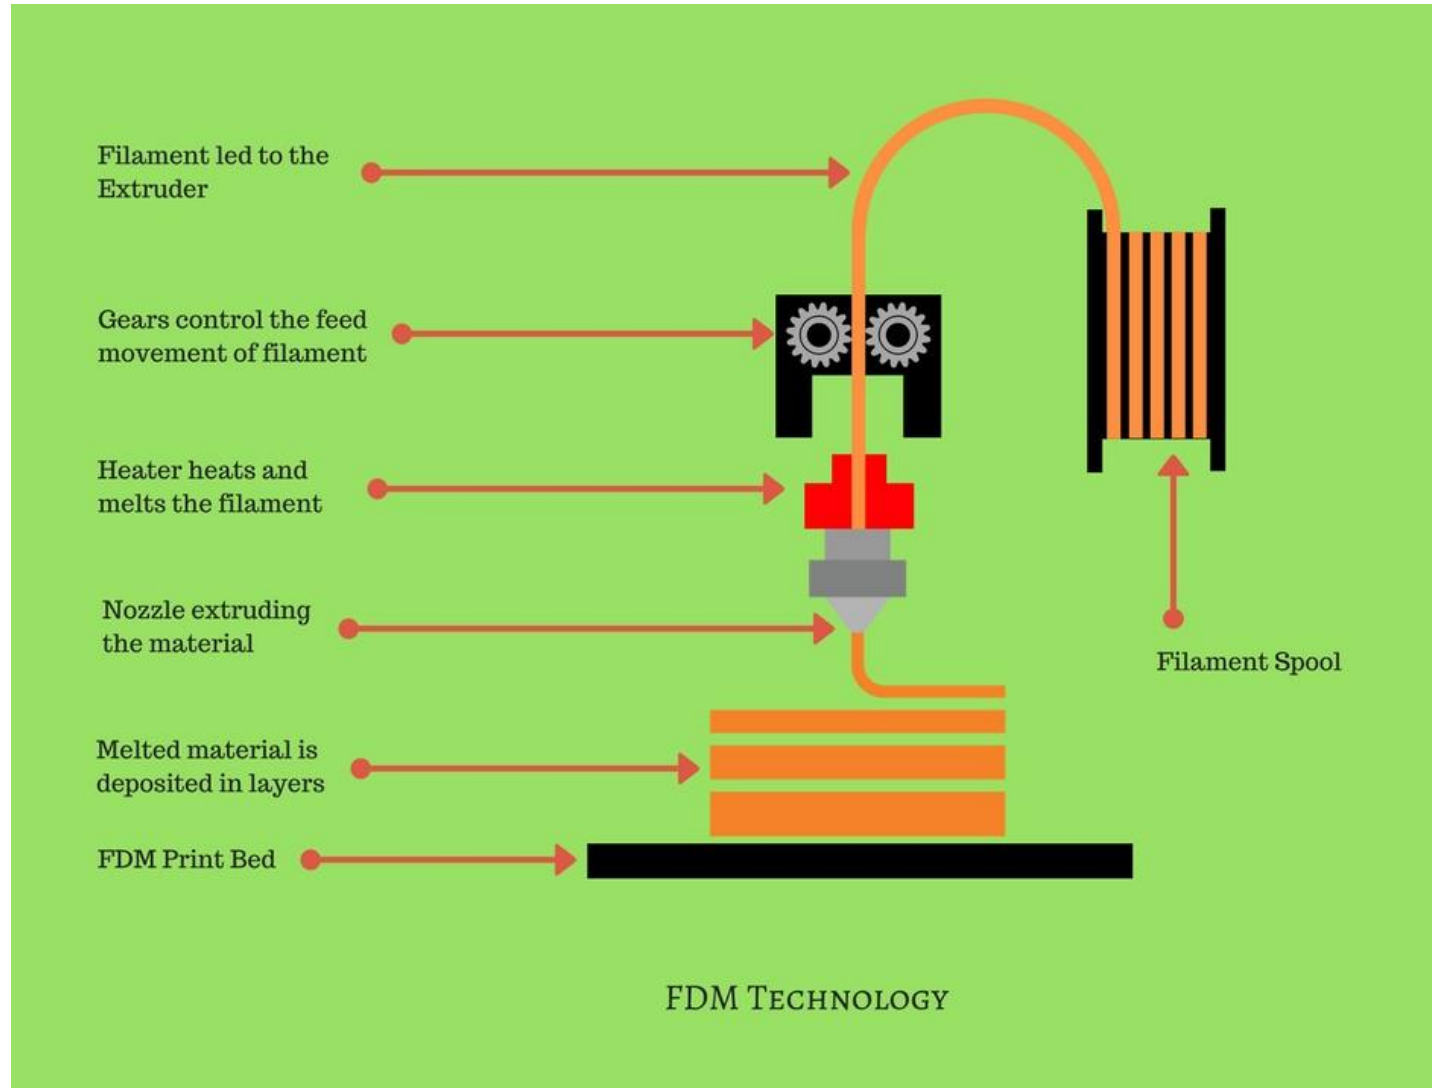 Filament led to the
Extruder
Gears control the feed
movement of filament
Heater heats and
melts the filament
Nozzle extruding
the material
Filament Spool
Melted material is
deposited in layers
FDM Print Bed
FDM Technology